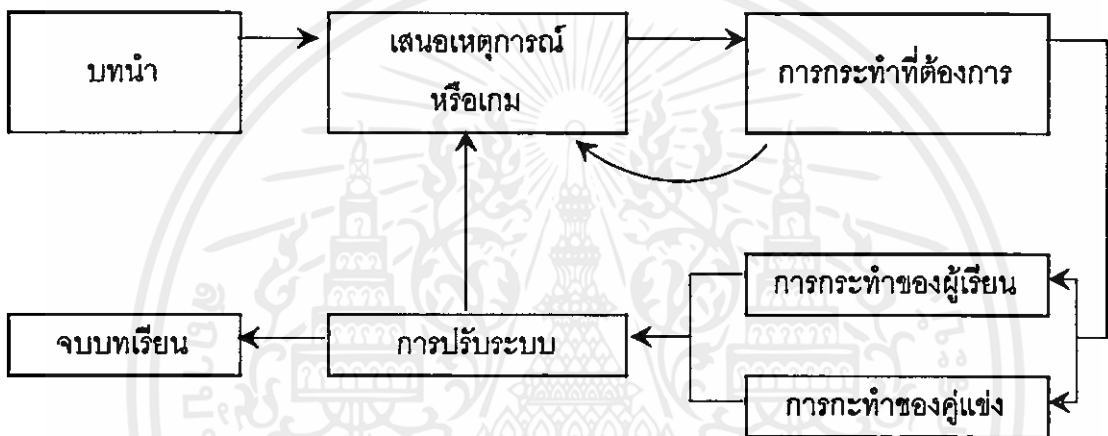 บทนำ
เสนอเหตุการณ์
หรือเกม
การกระทำที่ต้องการ
การกระทำของผู้เรียน
จบบทเรียน
การปรับระบบ
การกะทำของคู่แข่ง